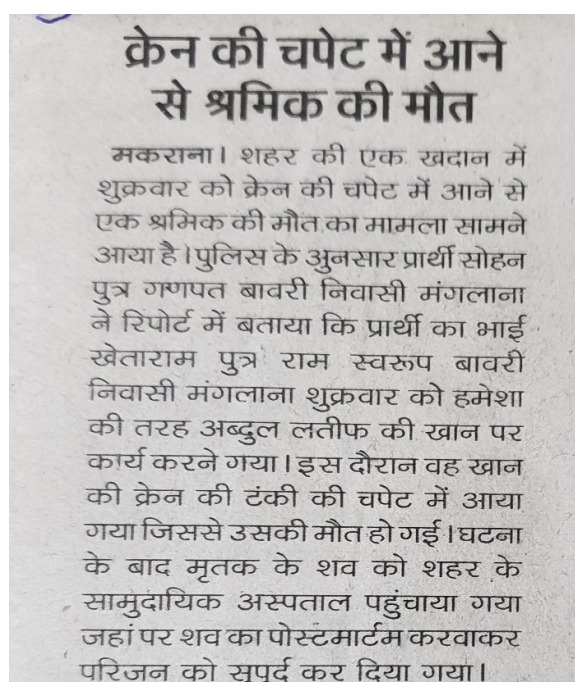 क्रेन की चपेट में आने
से श्रमिक की मौत
मकराना। शहर की एक खदान में
शुक्रवार को क्रेन की चपेट में आने से
एक श्रमिक की मौत का मामला सामने
आया है। पुलिस के अुनसार प्रार्थी सोहन
पुत्र गणपत बावरी निवासी मंगलाना
ने रिपोर्ट में बताया कि प्रार्थी का भाई
खेताराम पुत्र राम स्वरूप बावरी
निवासी मंगलाना शुक्रवार को हमेशा
की तरह अब्दुल लतीफ की खान पर
कार्य करने गया। इस दौरान वह खान
की क्रेन की टंकी की चपेट में आया
गया जिससे उसकी मौत हो गई। घटना
के बाद मृतक के शव को शहर के
सामुदायिक अस्पताल पहुंचाया गया
जहां पर शव का पोस्टमार्टम करवाकर
परिजन को सुपुर्द कर दिया गया।